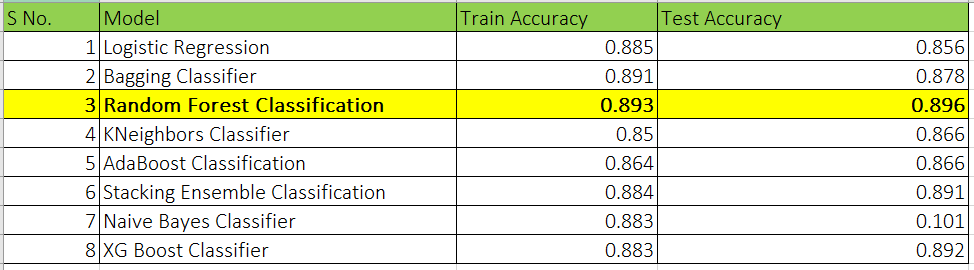 S No. Model Train Accuracy Test Accuracy
1 Logistic Regression 0.885 0.856
2 Bagging Classifier 0.891 0.878
3 Random Forest Classification 0.893 0.896
4 KNeighbors Classifier 0.85 0.866
5 AdaBoost Classification 0.864 0.866
6 Stacking Ensemble Classification 0.884 0.891
7 Naive Bayes Classifier 0.883 0.101
8 XG Boost Classifier 0.883 0.892